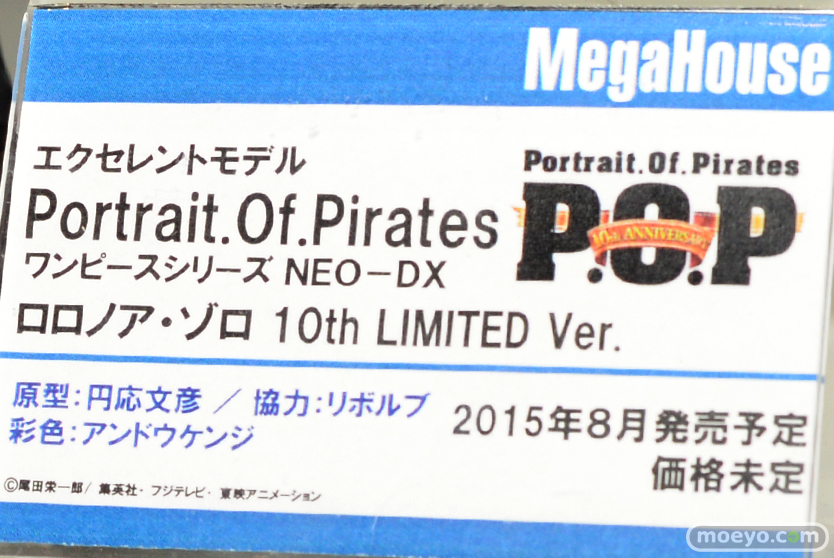 MegaHouse
エクセレントモデル
Portrait.Of.Pirates
ワンピースシリーズ NEO−DX
ロロノア・ゾロ 10th LIMITED Ver.
Portrait.Of.Pirates
P.O.P
10th ANNIVERSARY
原型:円応文彦 / 協力:リボルブ
彩色:アンドウケンジ
2015年8月発売予定
価格未定
©尾田栄一郎/ 集英社・フジテレビ・東映アニメーション
moeyo.com